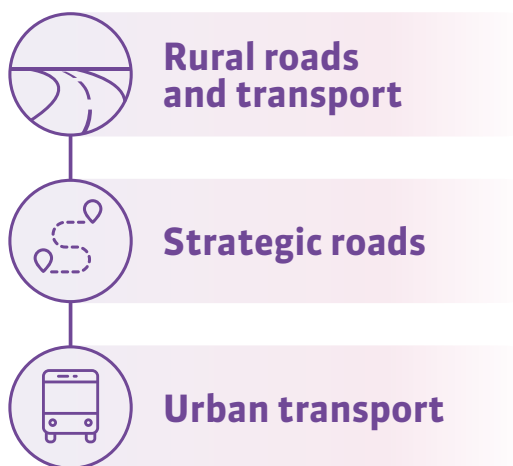 Rural roads
and transport
Strategic roads
Urban transport